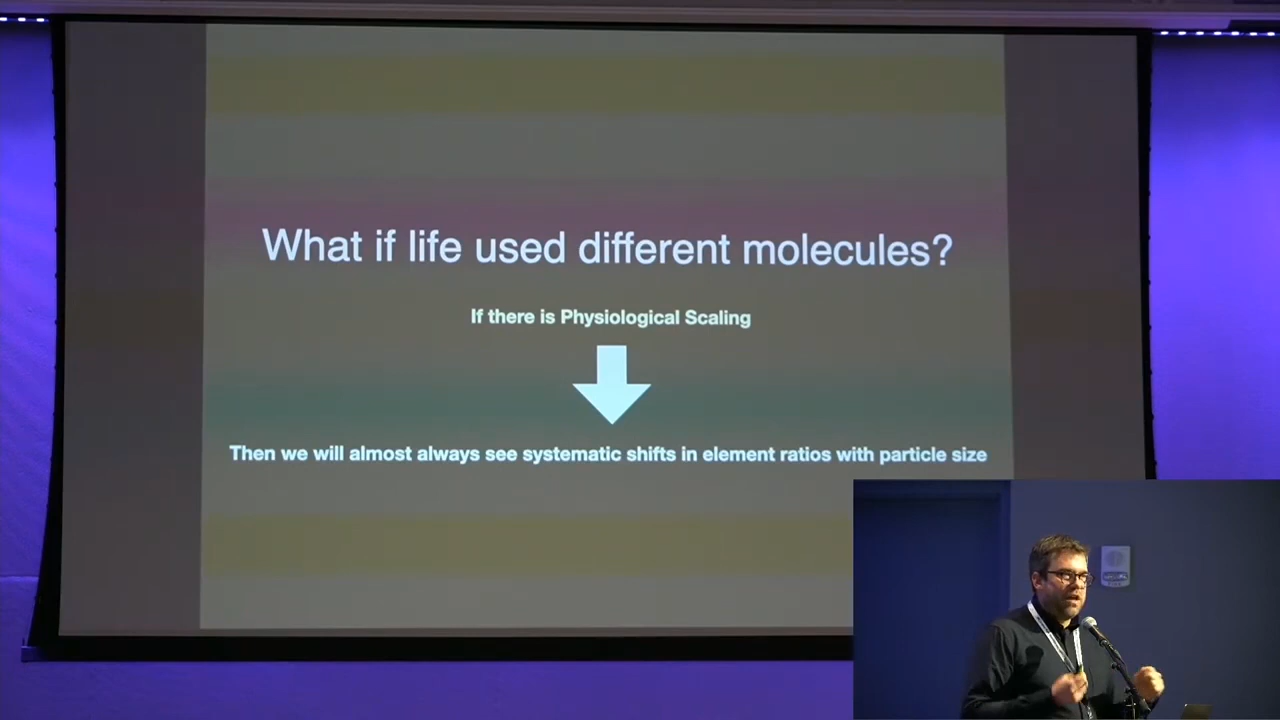 What if life used different molecules?
If there is Physiological Scaling
Then we will almost always see systematic shifts in element ratios with particle size